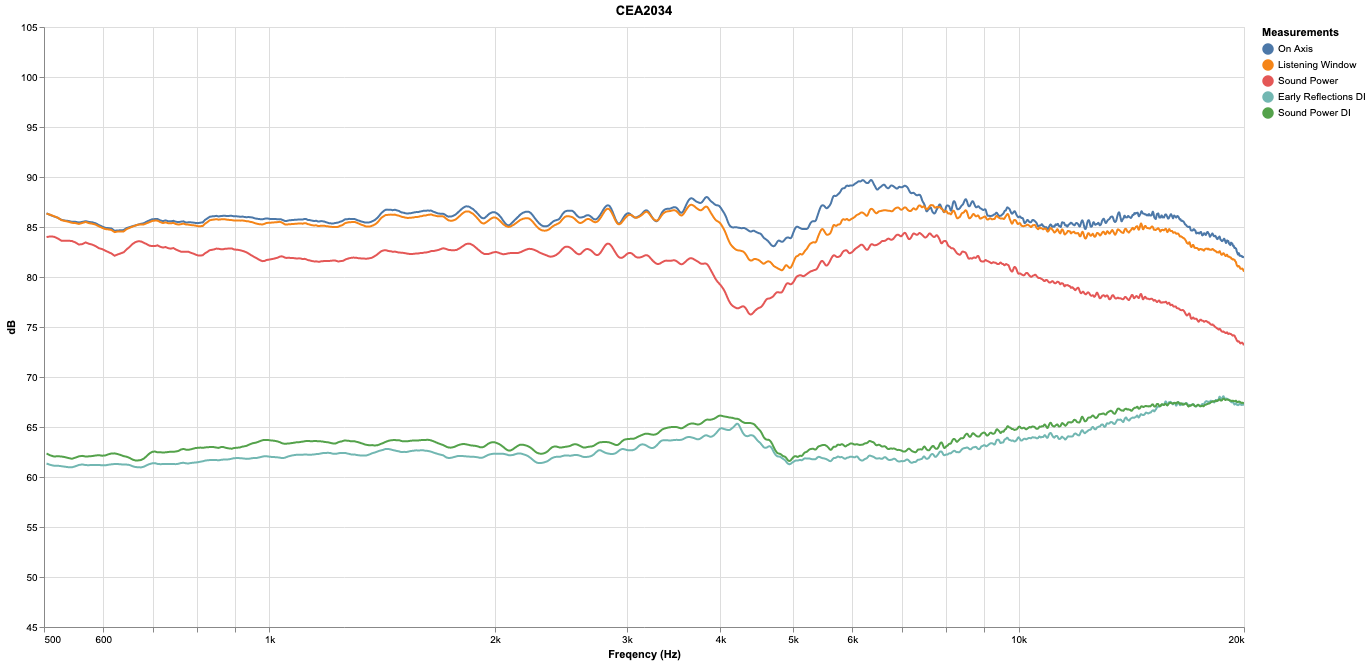 CEA2034
105
100
95
90
85
80
75
70
65
60
55
50
45
dB
500 600 1k 2k 3k 4k 5k 6k 10k 20k
Freqency (Hz)
Measurements
On Axis
Listening Window
Sound Power
Early Reflections DI
Sound Power DI